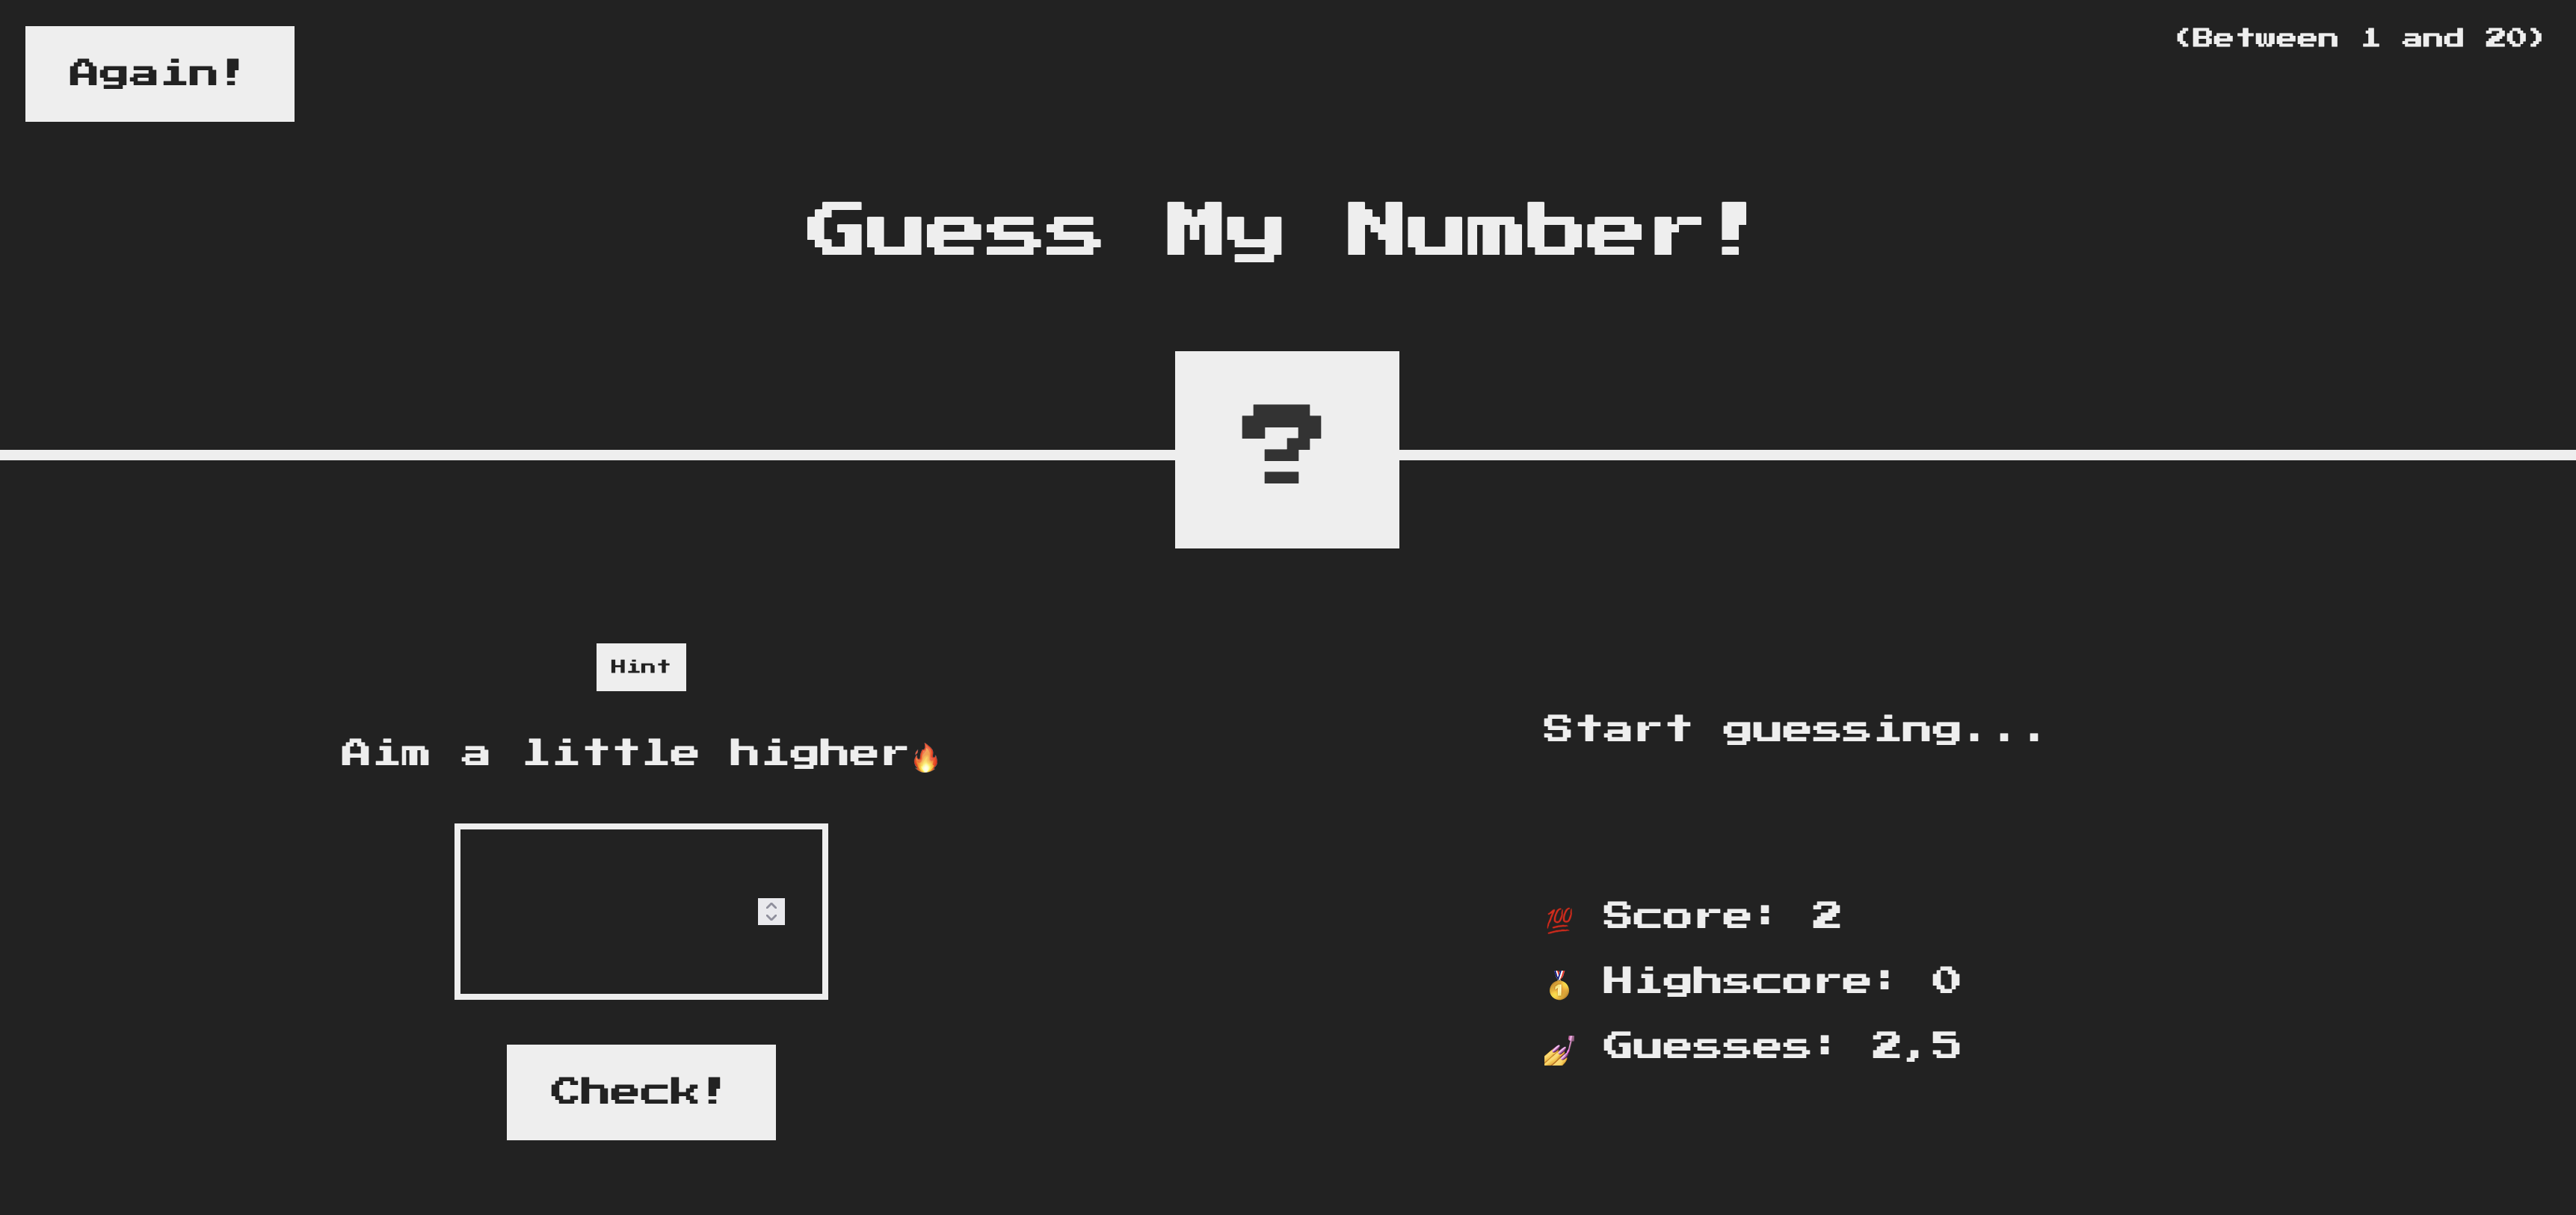 Again!
(Between 1 and 20)
Guess My Number!
?
Hint
Aim a little higher🔥
Check!
Start guessing...
💯 Score: 2
🥇 Highscore: 0
💅 Guesses: 2,5